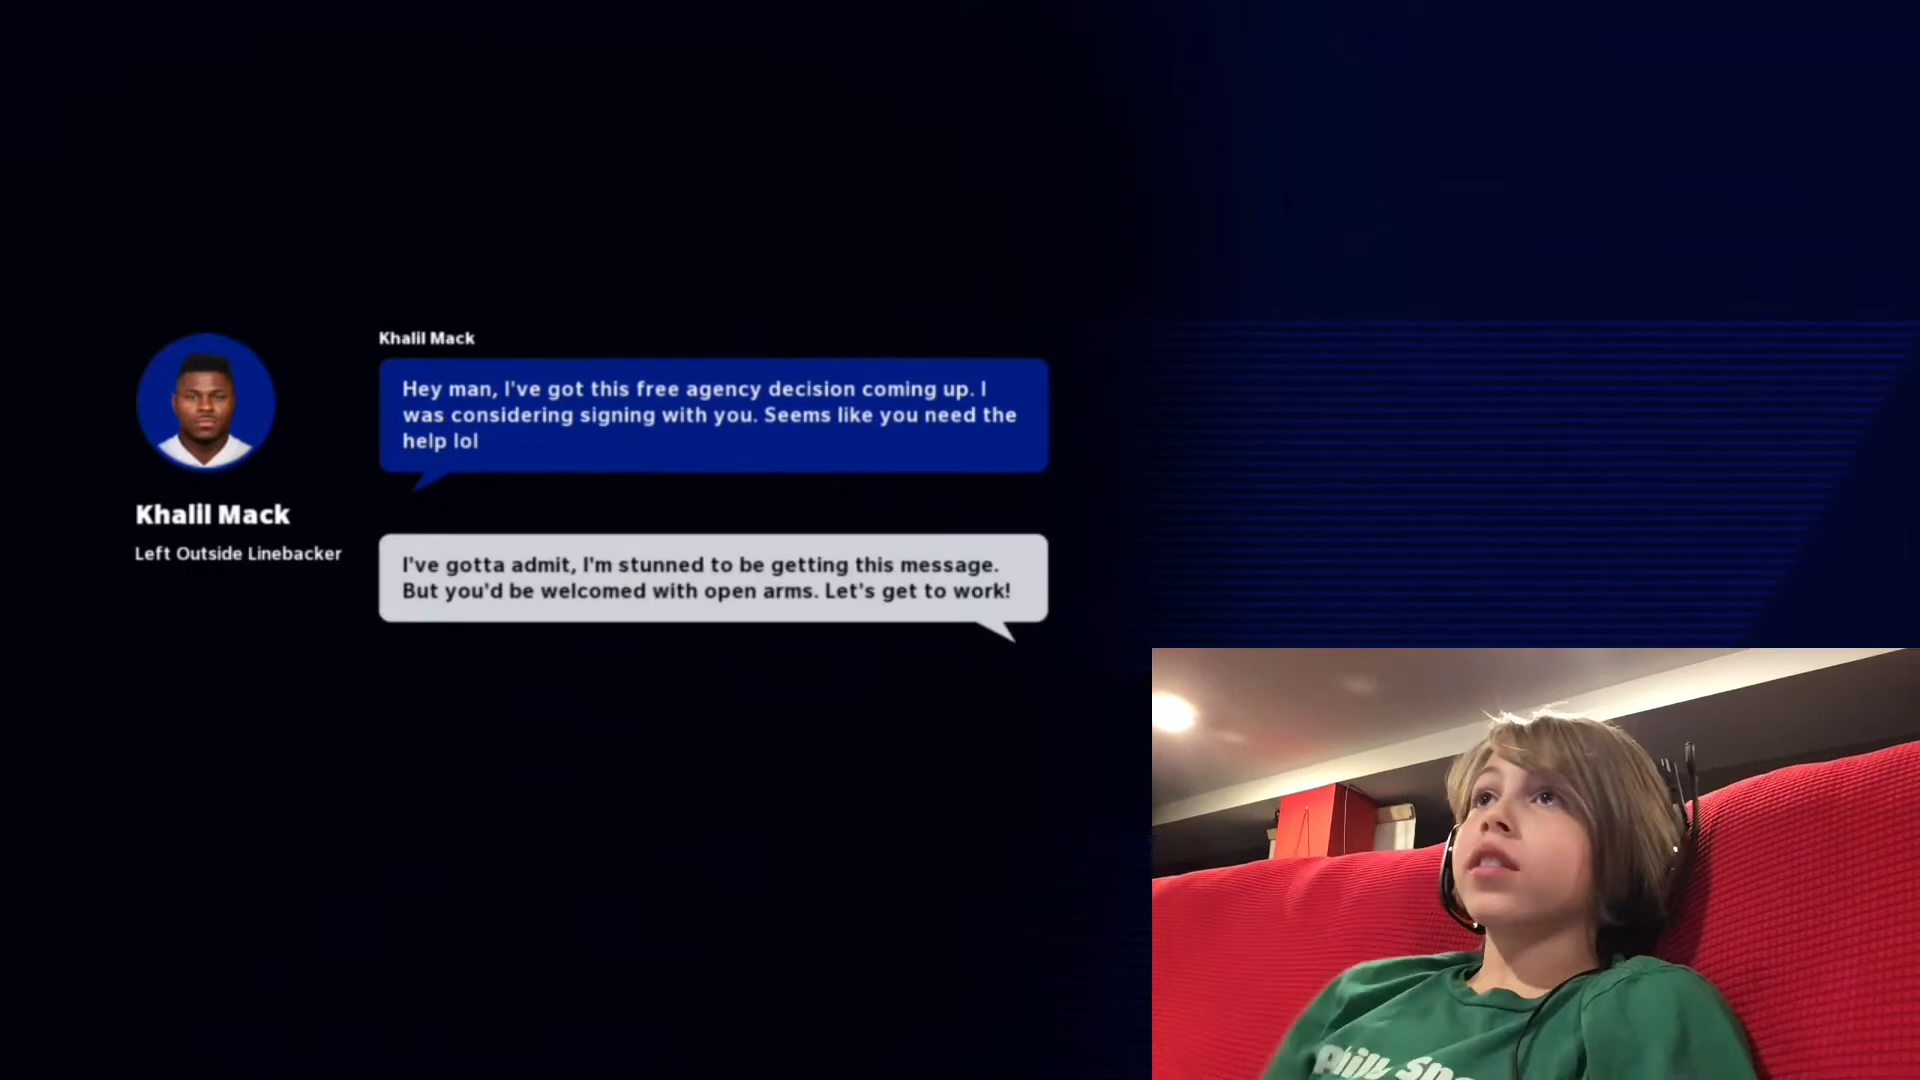 Khalil Mack
Hey man, I've got this free agency decision coming up. I
was considering signing with you. Seems like you need the
help lol
Khalil Mack
Left Outside Linebacker
I've gotta admit, I'm stunned to be getting this message.
But you'd be welcomed with open arms. Let's get to work!